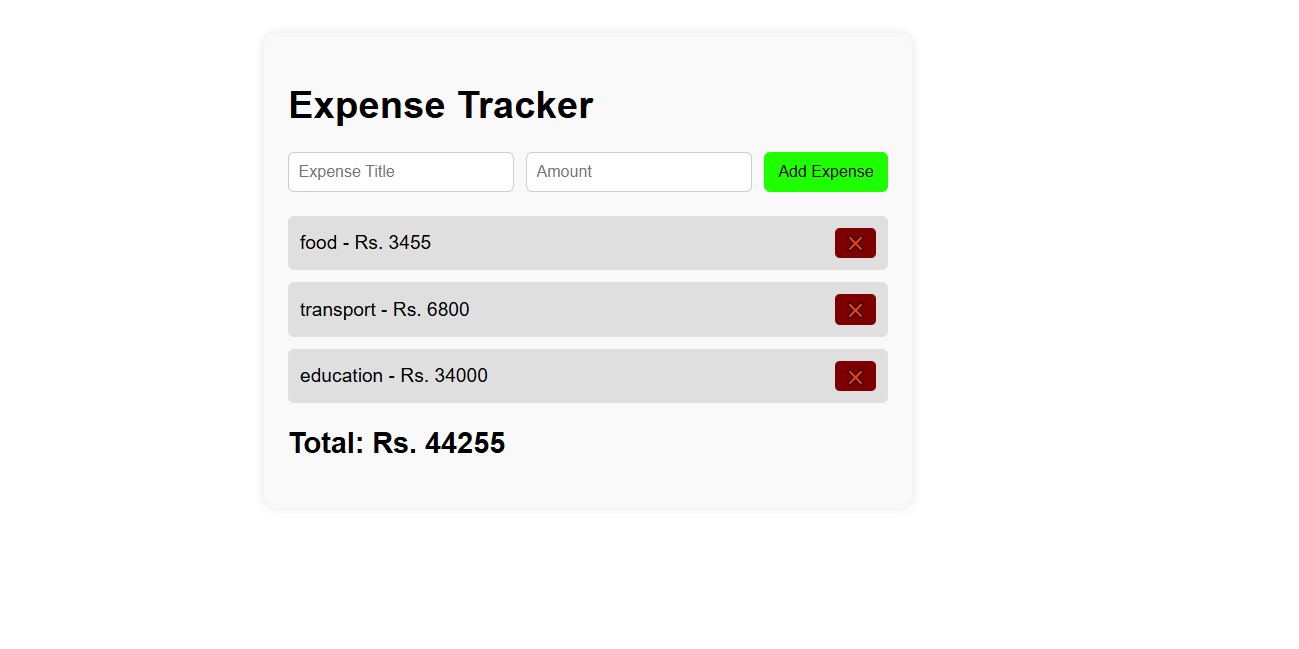 Expense Tracker
Expense Title
Amount
Add Expense
food - Rs. 3455
transport - Rs. 6800
education - Rs. 34000
Total: Rs. 44255